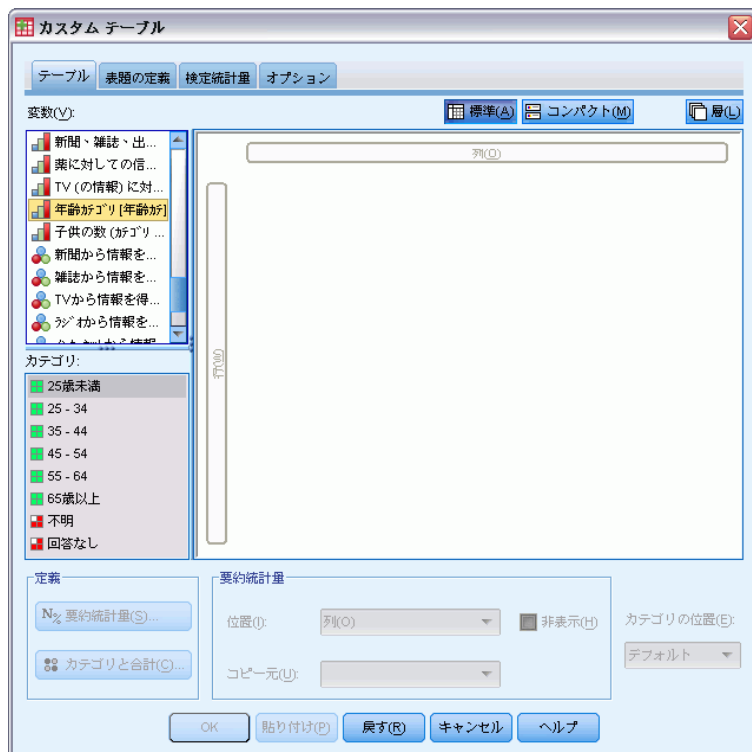 カスタム テーブル
テーブル 表題の定義 検定統計量 オプション
変数(V): 標準(A) コンパクト(M) 層(L)
新聞、雑誌、出...
薬に対しての信...
TV (の情報) に対...
年齢ｶﾃｺﾞﾘ [年齢ｶﾃ]
子供の数 (ｶﾃｺﾞﾘ ...
新聞から情報を...
雑誌から情報を...
TVから情報を得...
ﾗｼﾞｵから情報を...
列(O)
行(W)
カテゴリ:
25歳未満
25 - 34
35 - 44
45 - 54
55 - 64
65歳以上
不明
回答なし
定義
N% 要約統計量(S)...
カテゴリと合計(C)...
要約統計量
位置(I): 列(O) 非表示(H)
コピー元(U):
カテゴリの位置(E):
デフォルト
OK 貼り付け(P) 戻す(R) キャンセル ヘルプ